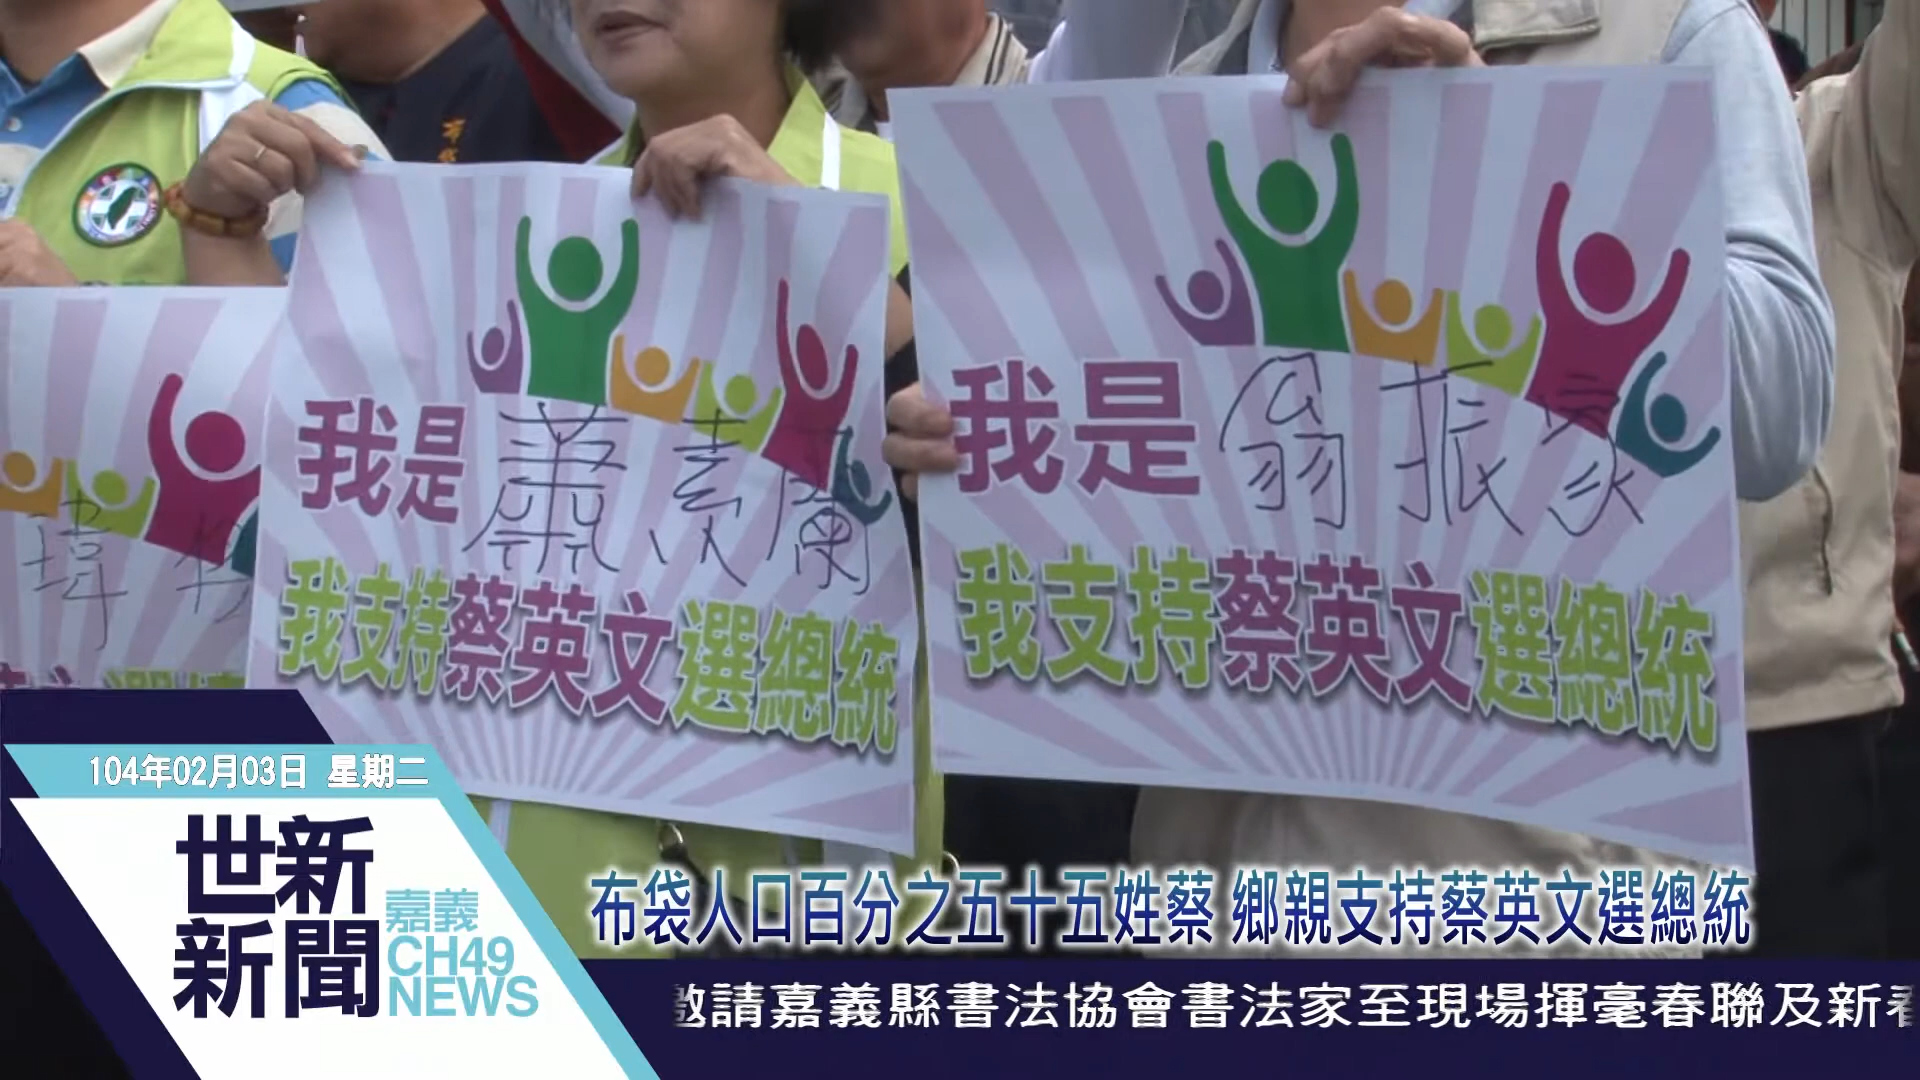 我是 蕭素蘭
我支持蔡英文選總統
我是 翁振家
我支持蔡英文選總統
104年02月03日 星期二
世新
新聞
嘉義
CH49
NEWS
布袋人口百分之五十五姓蔡 鄉親支持蔡英文選總統
邀請嘉義縣書法協會書法家至現場揮毫春聯及新春